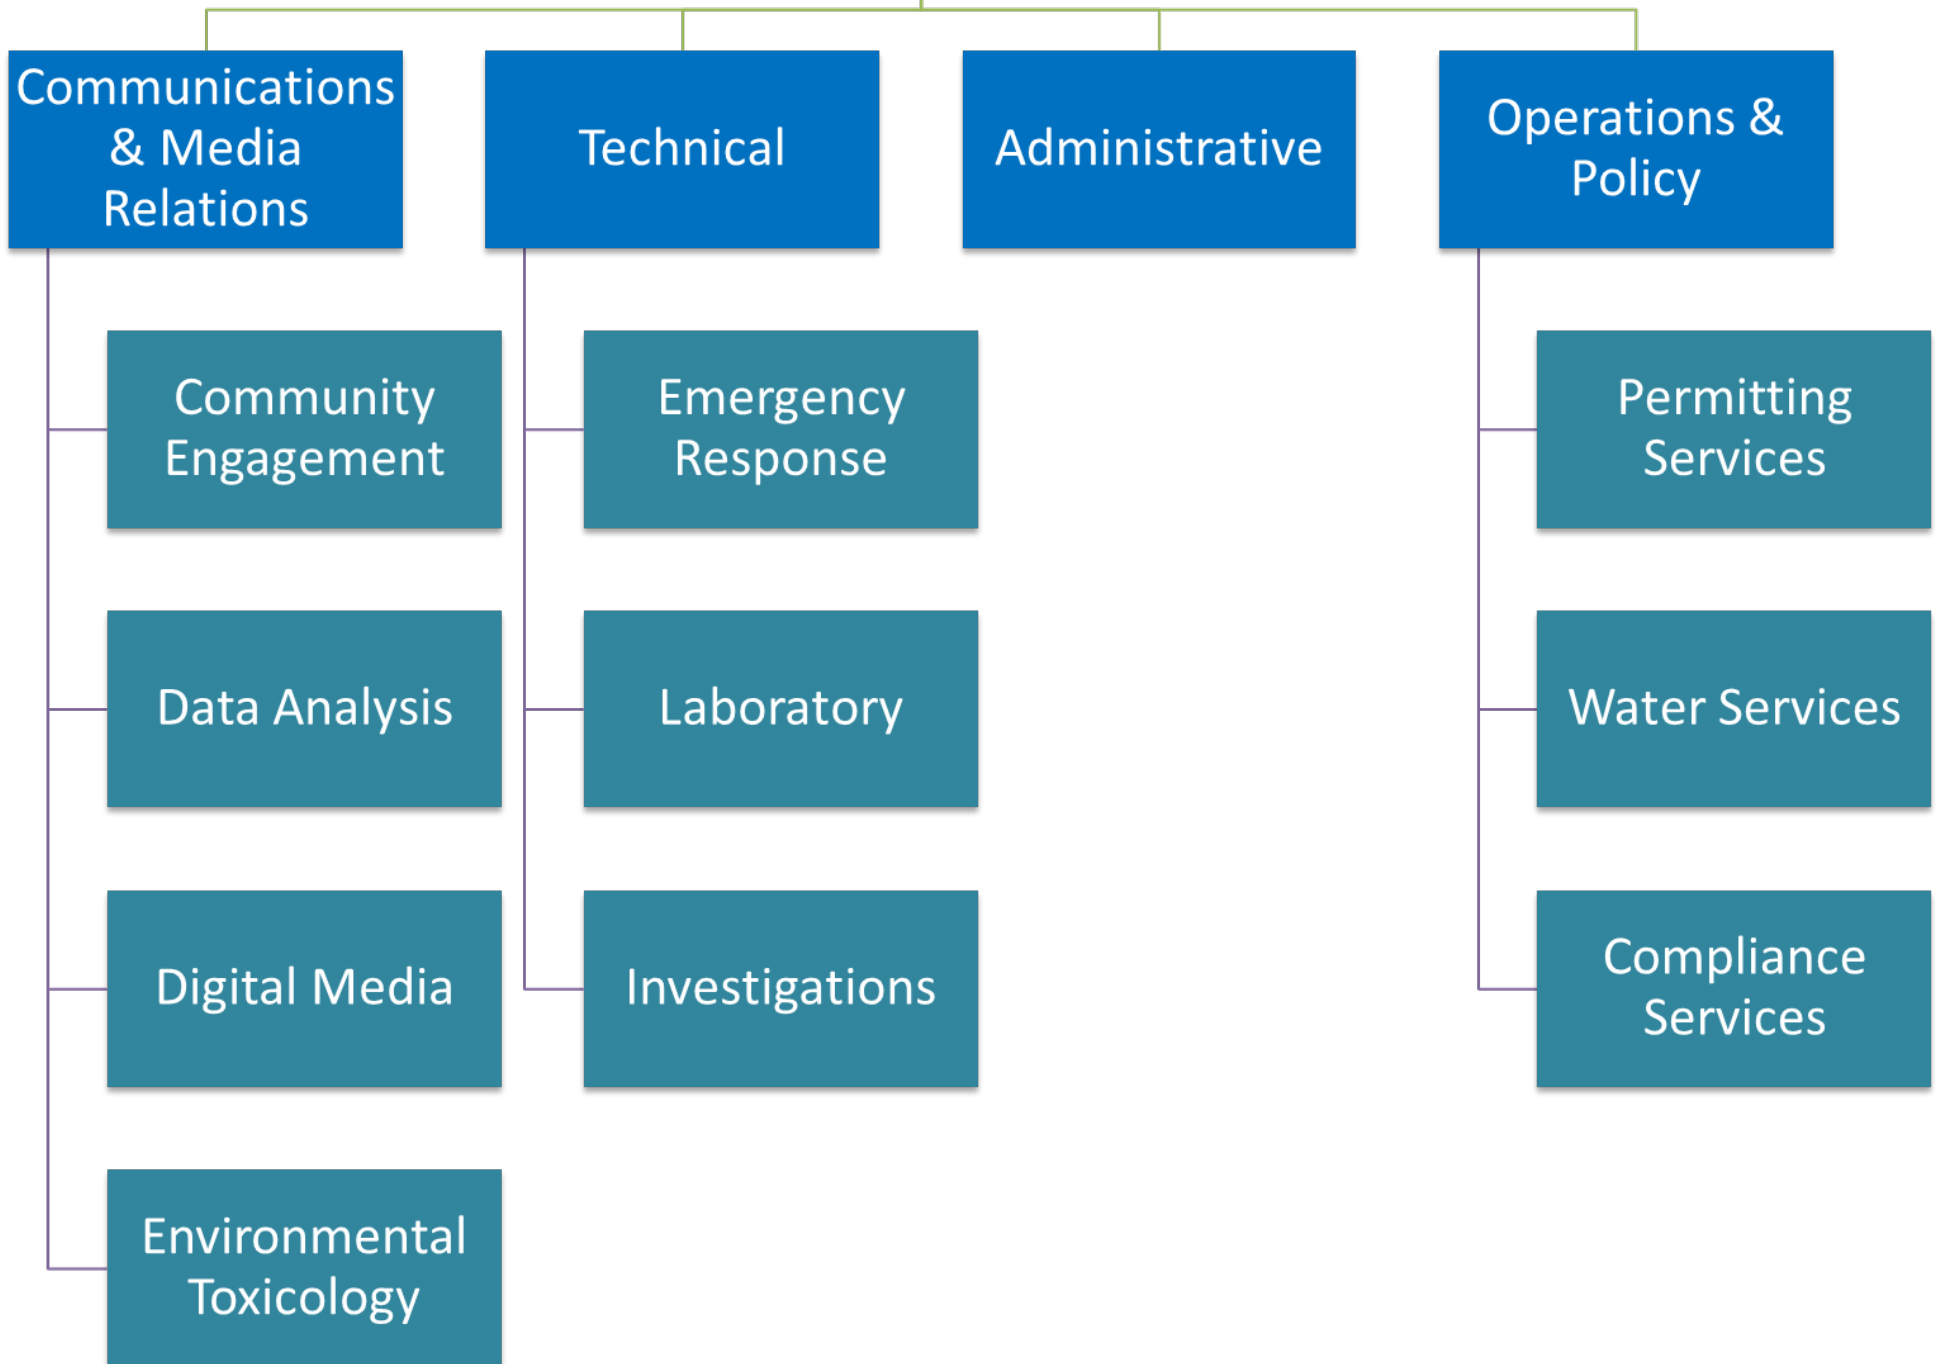 Communications
& Media
Relations
Technical
Administrative
Operations &
Policy
Community
Engagement
Emergency
Response
Permitting
Services
Data Analysis
Laboratory
Water Services
Digital Media
Investigations
Compliance
Services
Environmental
Toxicology